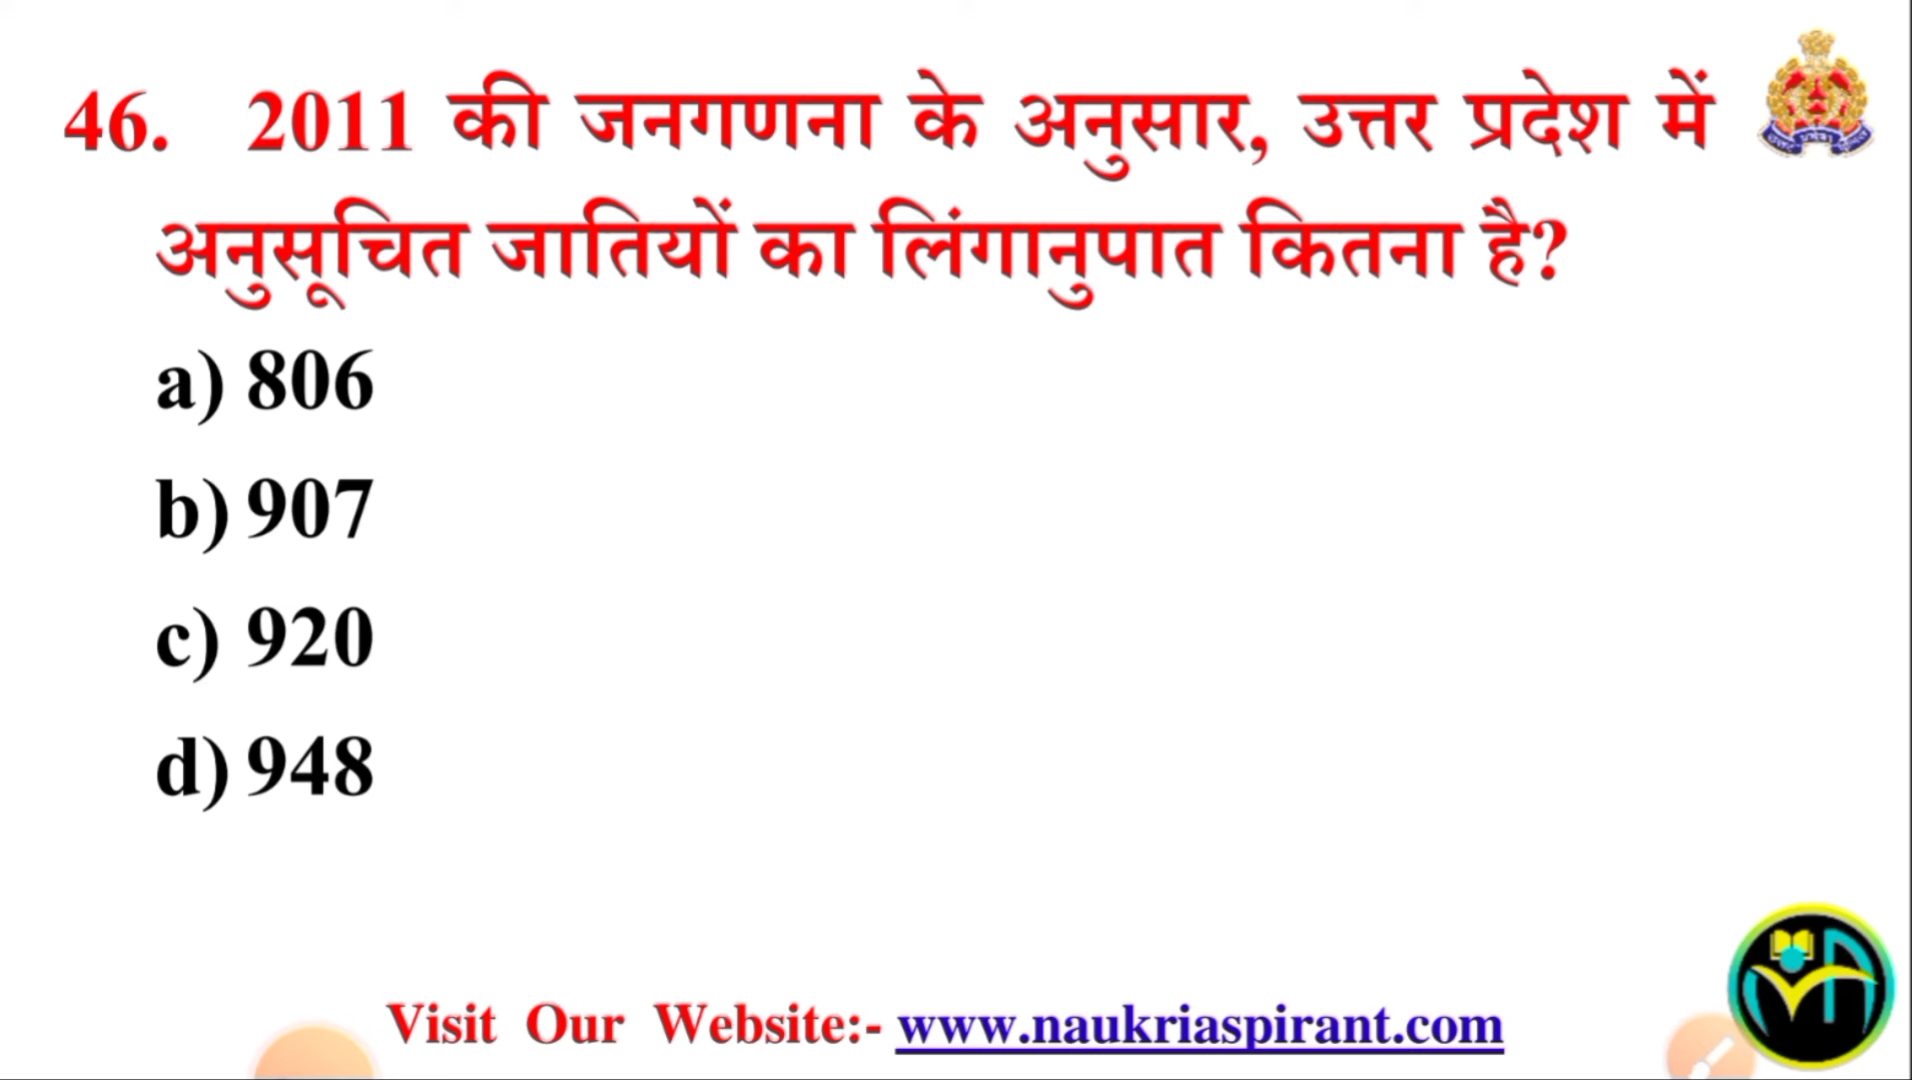 46. 2011 की जनगणना के अनुसार, उत्तर प्रदेश में
अनुसूचित जातियों का लिंगानुपात कितना है?
a) 806
b) 907
c) 920
d) 948
Visit Our Website:- www.naukriaspirant.com